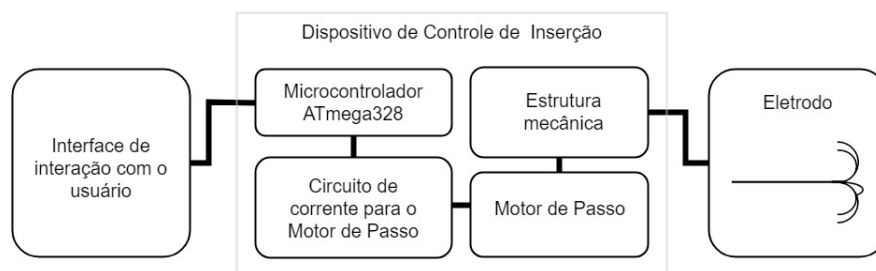 Dispositivo de Controle de Inserção
Interface de
interação com o
usuário
Microcontrolador
ATmega328
Circuito de
corrente para o
Motor de Passo
Estrutura
mecânica
Motor de Passo
Eletrodo